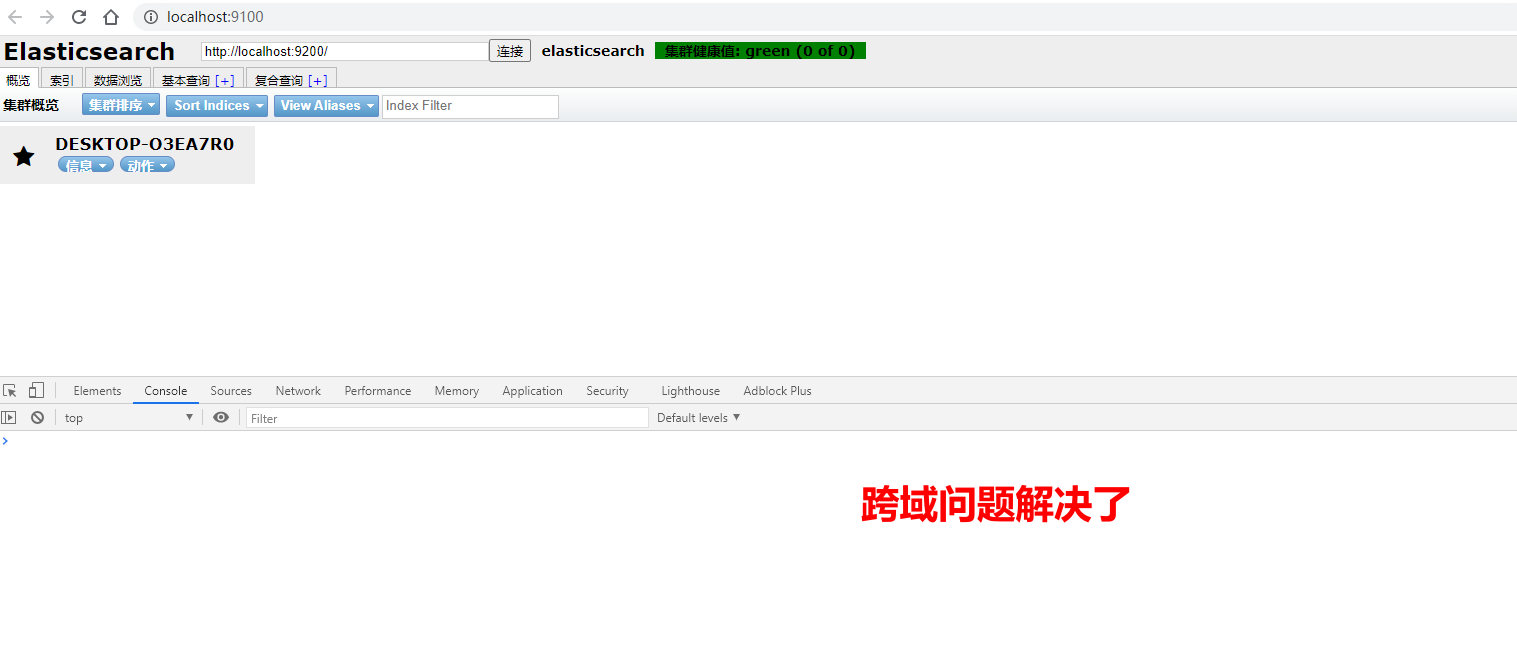 localhost:9100
Elasticsearch http://localhost:9200/ 连接 elasticsearch 集群健康值: green (0 of 0)
概览 索引 数据浏览 基本查询 [+] 复合查询 [+]
集群概览 集群排序 Sort Indices View Aliases Index Filter
DESKTOP-O3EA7R0
信息 动作
Elements Console Sources Network Performance Memory Application Security Lighthouse Adblock Plus
top Filter Default levels
跨域问题解决了